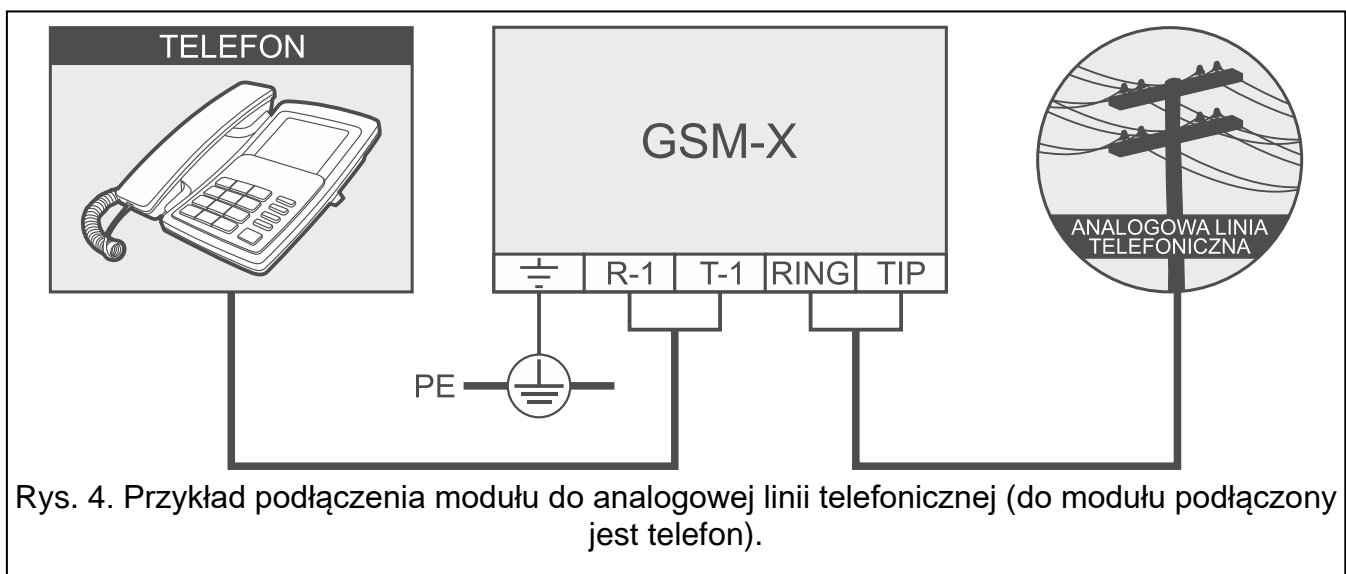 TELEFON
GSM-X
ANALOGOWA LINIA
TELEFONICZNA
R-1 T-1 RING TIP
PE
Rys. 4. Przykład podłączenia modułu do analogowej linii telefonicznej (do modułu podłączony
jest telefon).